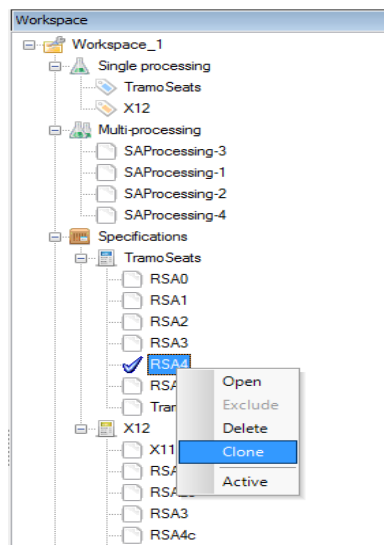 Workspace
Workspace_1
Single processing
TramoSeats
X12
Multi-processing
SAProcessing-3
SAProcessing-1
SAProcessing-2
SAProcessing-4
Specifications
TramoSeats
RSA0
RSA1
RSA2
RSA3
RSA4
Open
Exclude
Delete
X12
Clone
X11
Active
RSA3
RSA4c